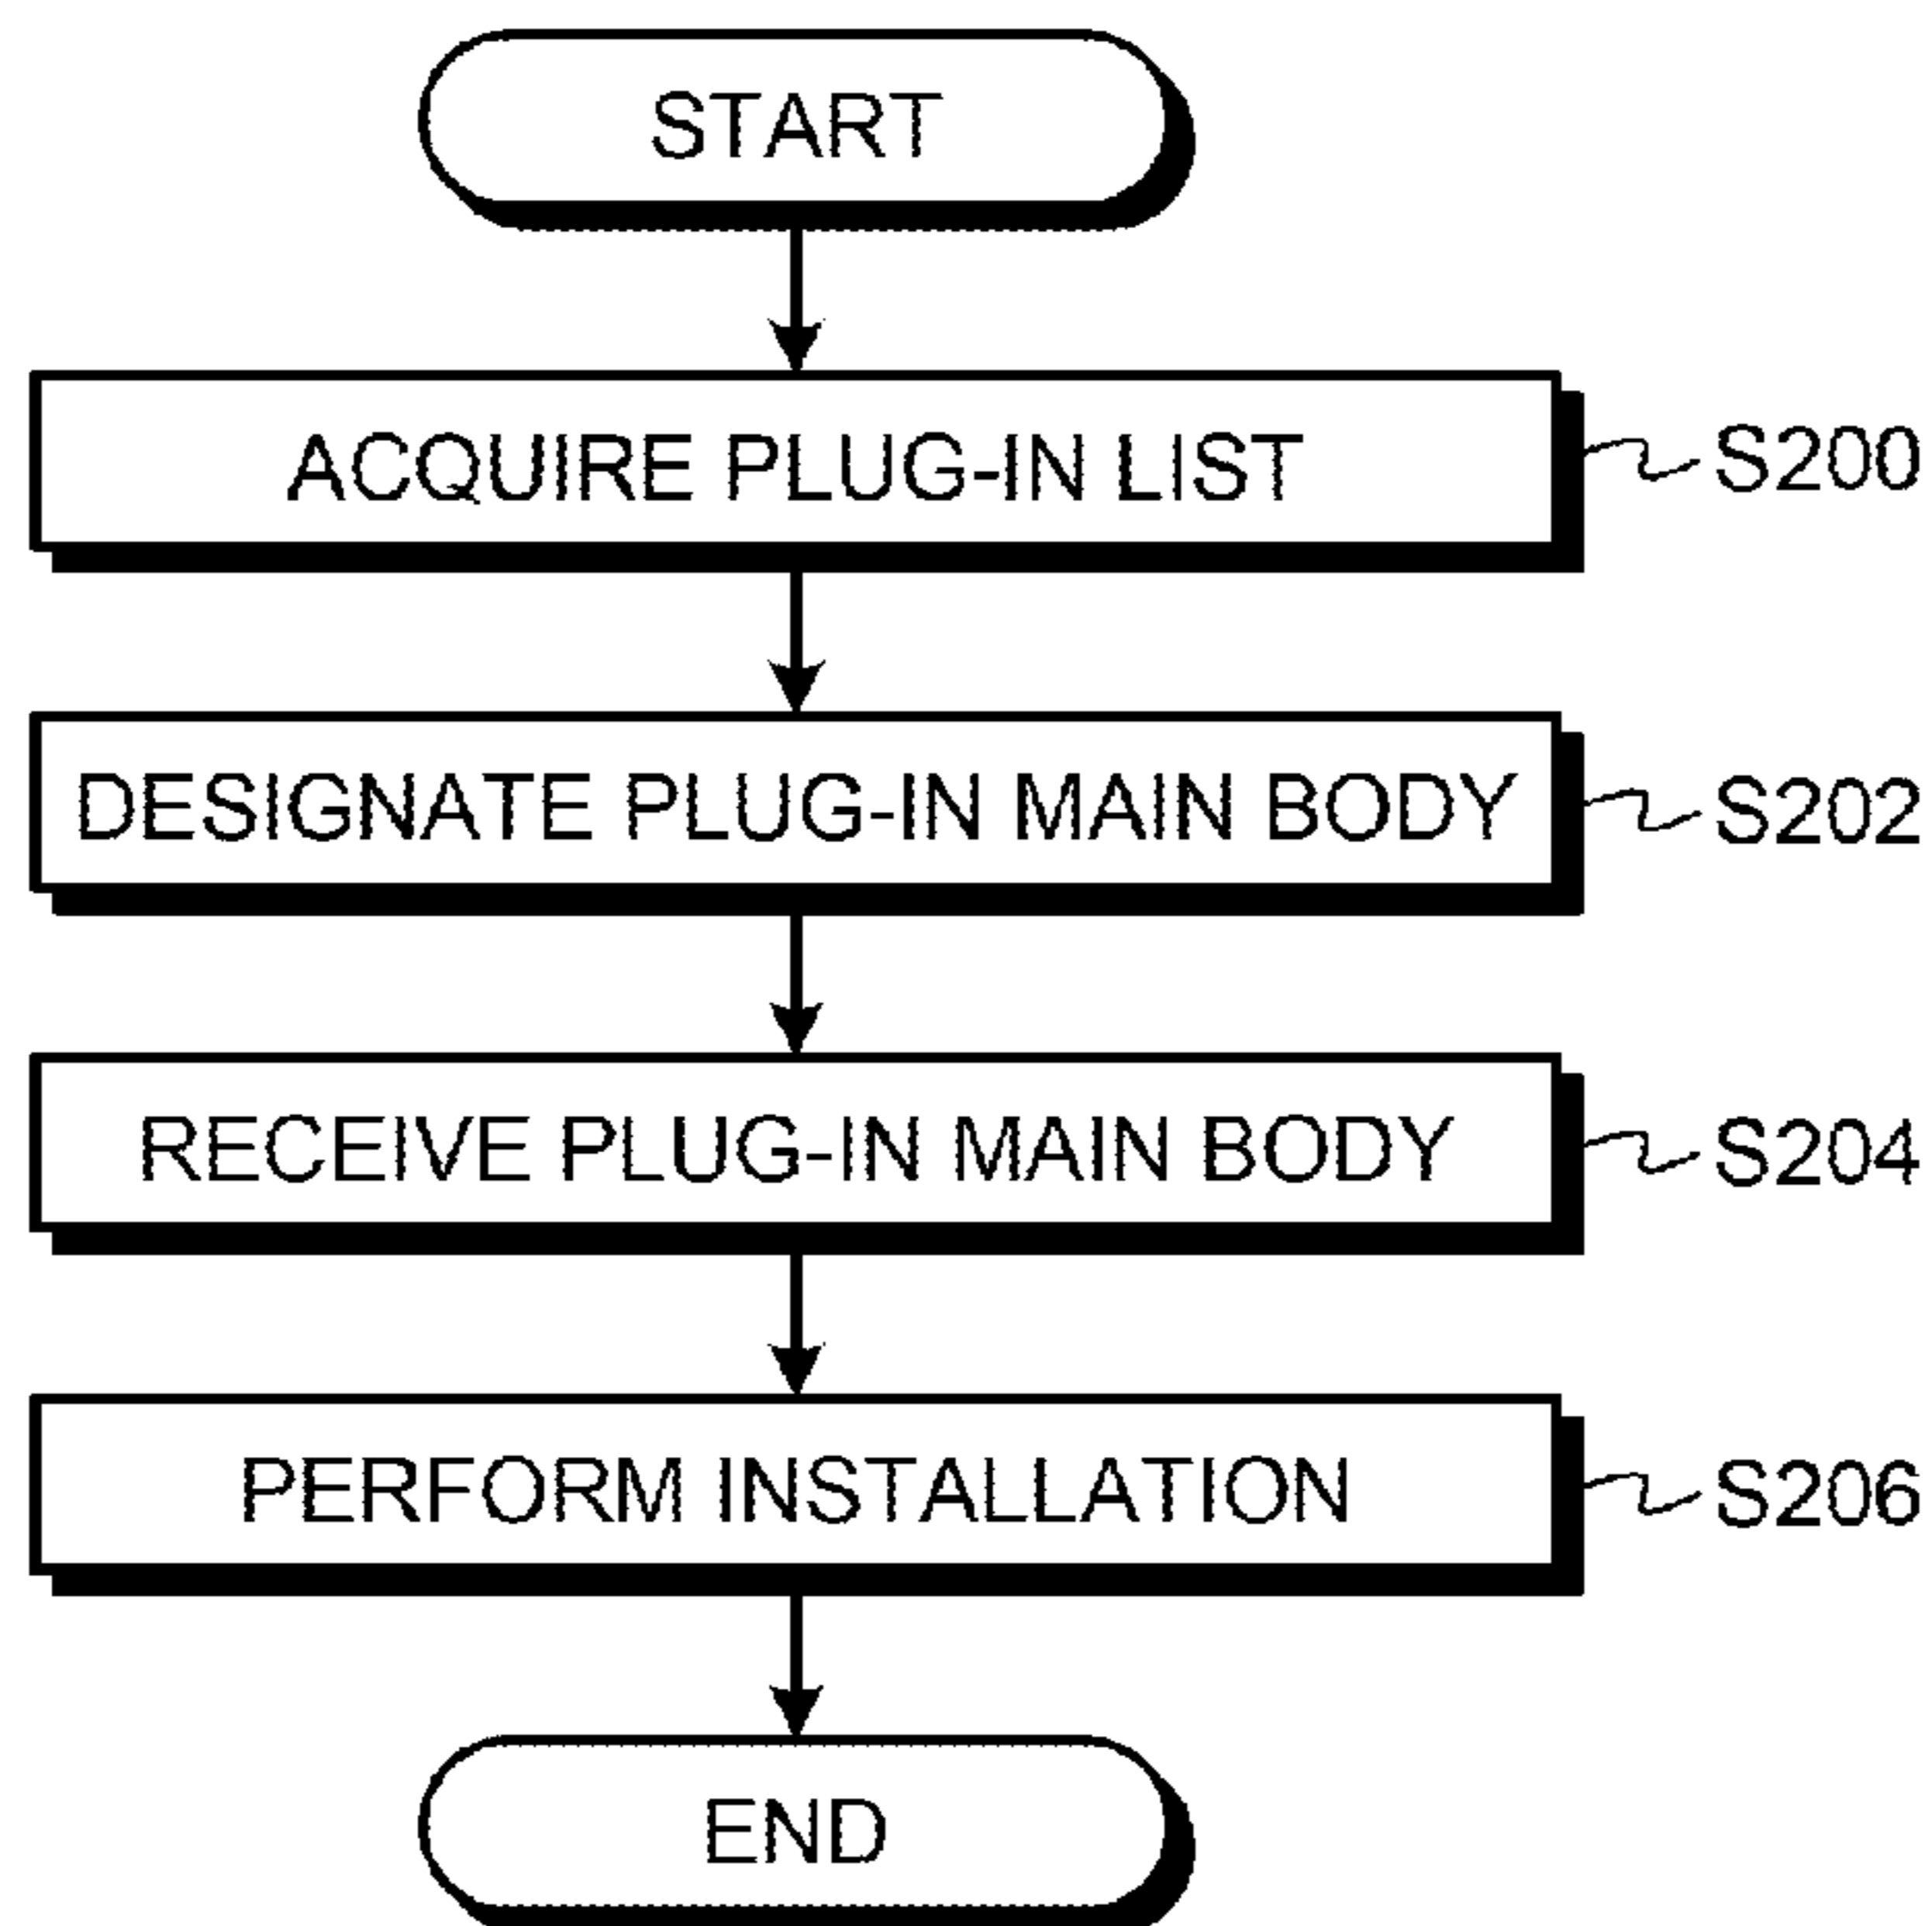 START
ACQUIRE PLUG-IN LIST
S200
DESIGNATE PLUG-IN MAIN BODY
S202
RECEIVE PLUG-IN MAIN BODY
S204
PERFORM INSTALLATION
S206
END